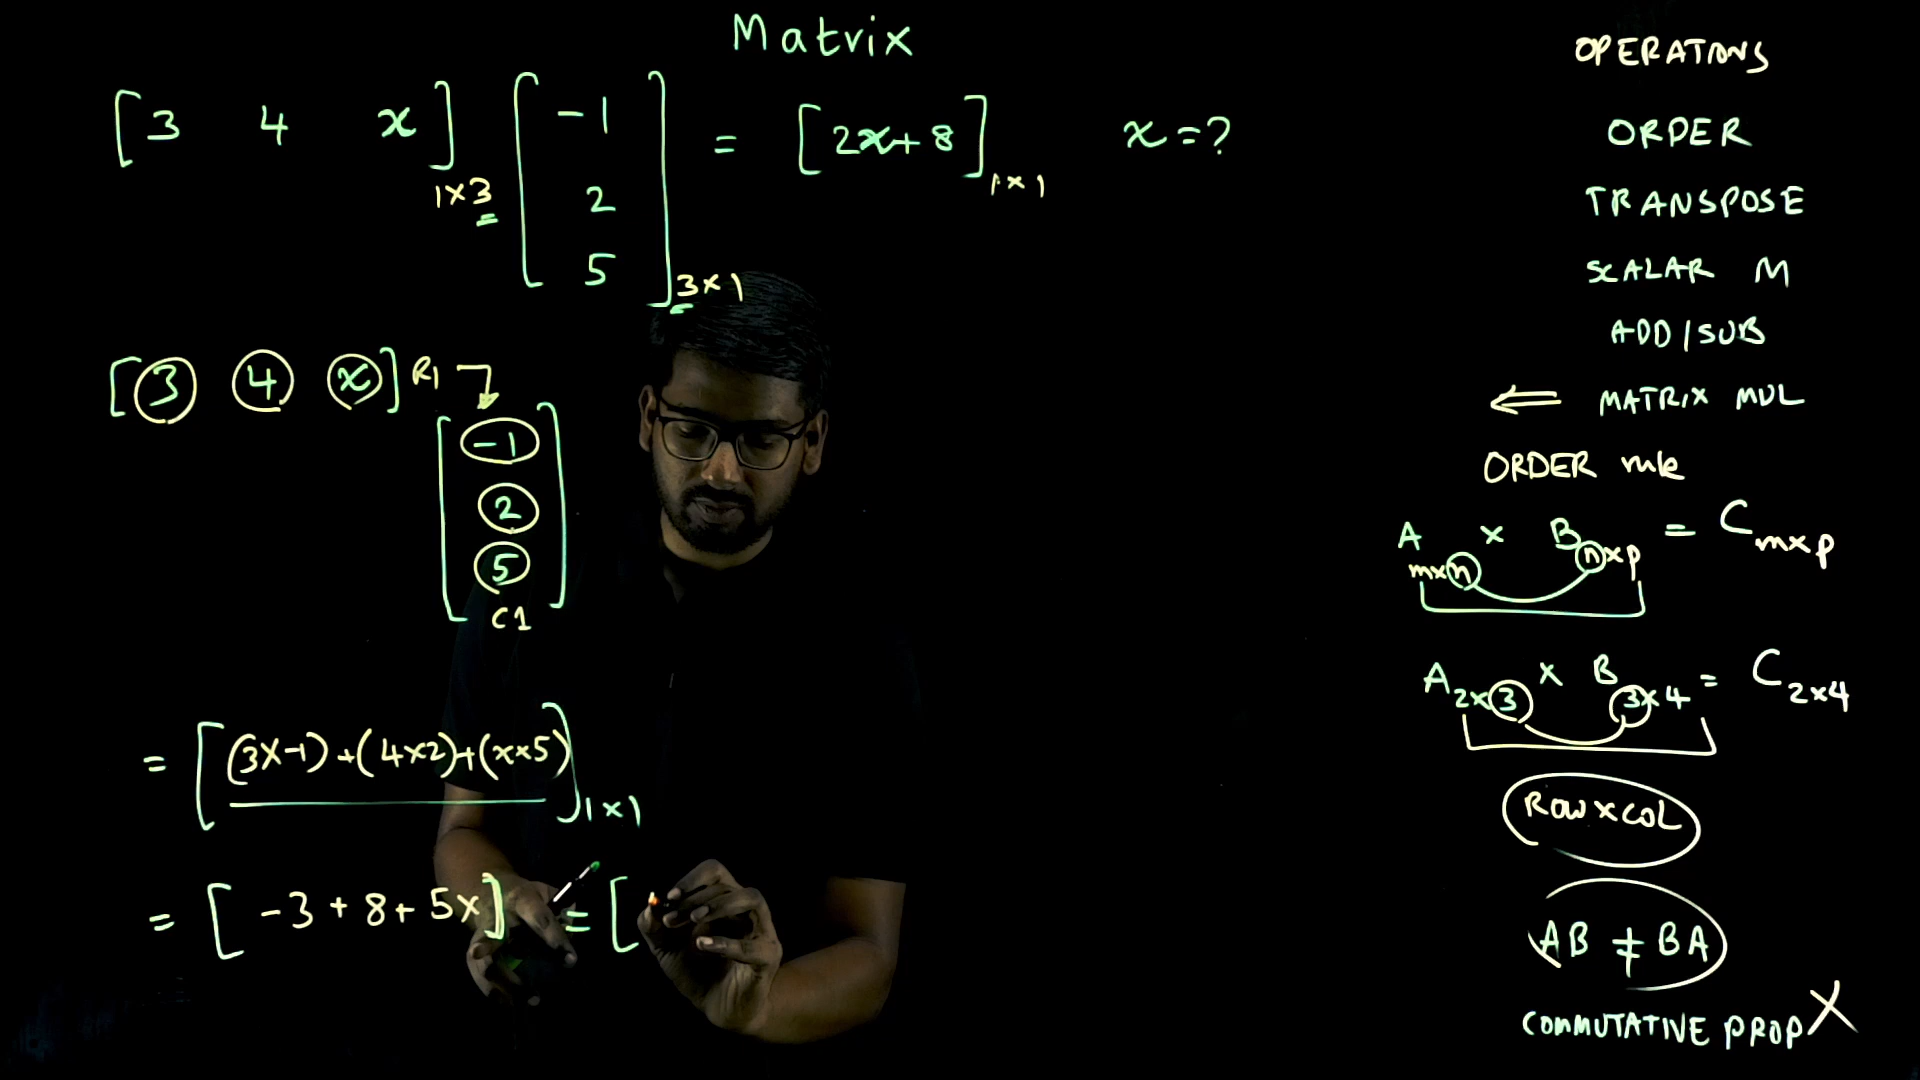 Matrix
[3 4 x]1×3 [-1 2 5]3×1 = [2x+8]1×1 x=?
[3 4 x] R1
[-1
2
5]
C1
= [(3×-1)+(4×2)+(x×5)]1×1
= [-3+8+5x] = [
OPERATIONS
ORDER
TRANSPOSE
SCALAR M
ADD/SUB
⇐ MATRIX MUL
ORDER rule
A m×n × B n×p = C m×p
A 2×3 × B 3×4 = C 2×4
ROW×COL
AB ≠ BA
COMMUTATIVE PROP X